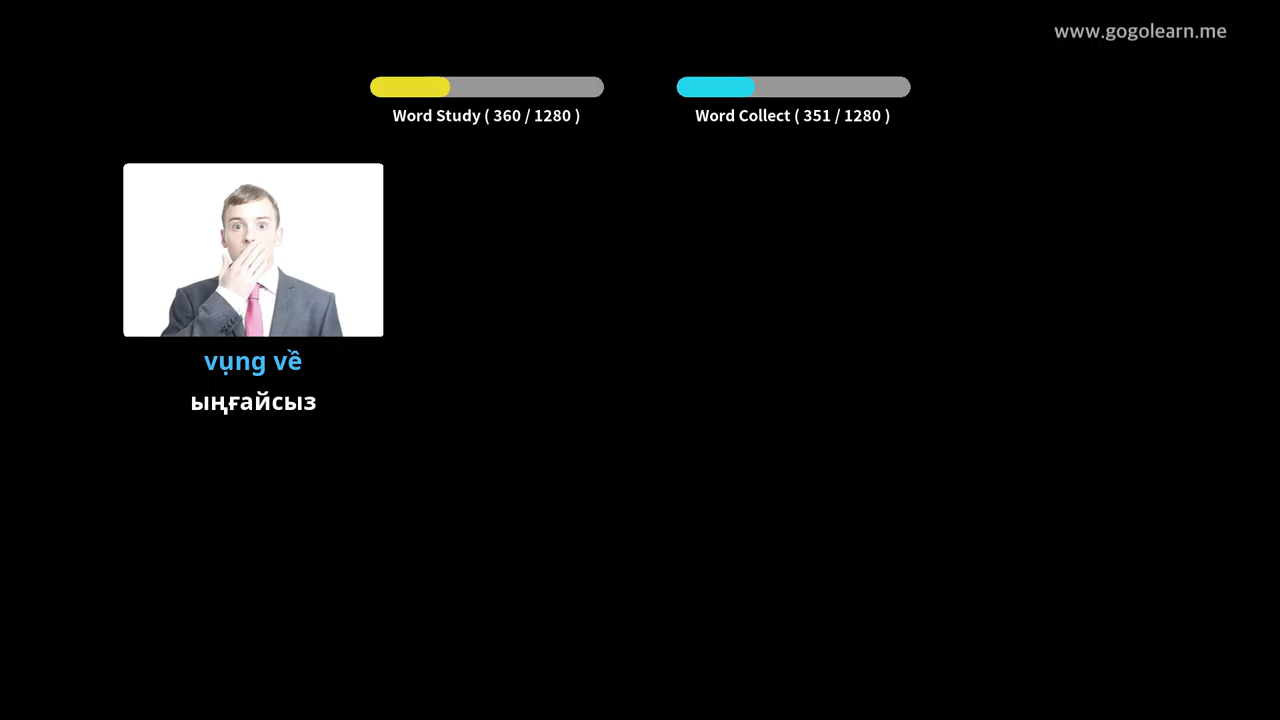 www.gogolearn.me
Word Study ( 360 / 1280 )
Word Collect ( 351 / 1280 )
vụng về
ыңғайсыз